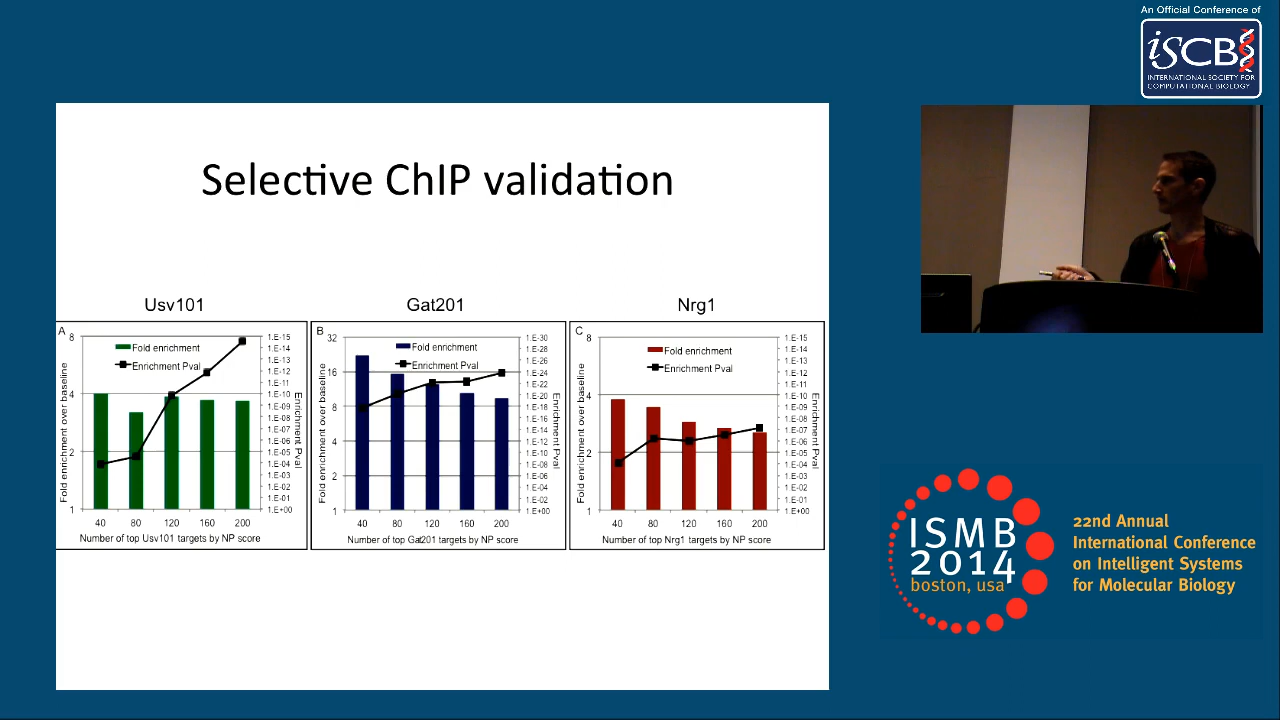 An Official Conference of
iSCB
INTERNATIONAL SOCIETY FOR
COMPUTATIONAL BIOLOGY
Selective ChIP validation
Usv101
A
8
4
2
1
Fold enrichment over baseline
Fold enrichment
Enrichment Pval
1.E-15
1.E-14
1.E-13
1.E-12
1.E-11
1.E-10
1.E-09
1.E-08
1.E-07
1.E-06
1.E-05
1.E-04
1.E-03
1.E-02
1.E-01
1.E+00
Enrichment Pval
40 80 120 160 200
Number of top Usv101 targets by NP score
Gat201
B
32
16
8
4
2
1
Fold enrichment over baseline
Fold enrichment
Enrichment Pval
1.E-30
1.E-28
1.E-26
1.E-24
1.E-22
1.E-20
1.E-18
1.E-16
1.E-14
1.E-12
1.E-10
1.E-08
1.E-06
1.E-04
1.E-02
1.E+00
Enrichment Pval
40 80 120 160 200
Number of top Gat201 targets by NP score
Nrg1
C
8
4
2
1
Fold enrichment over baseline
Fold enrichment
Enrichment Pval
1.E-15
1.E-14
1.E-13
1.E-12
1.E-11
1.E-10
1.E-09
1.E-08
1.E-07
1.E-06
1.E-05
1.E-04
1.E-03
1.E-02
1.E-01
1.E+00
Enrichment Pval
40 80 120 160 200
Number of top Nrg1 targets by NP score
ISMB
2014
boston, usa
22nd Annual
International Conference
on Intelligent Systems
for Molecular Biology